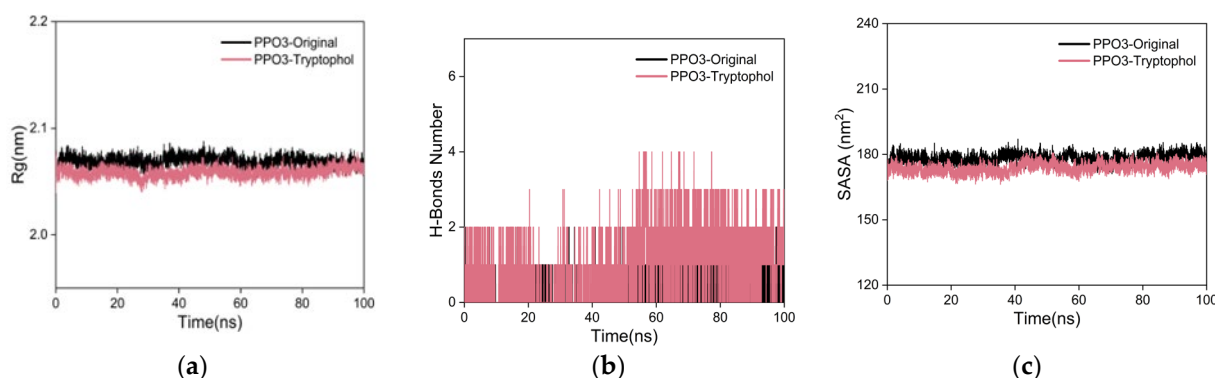 2.2
2.1
2.0
Rg(nm)
PPO3-Original
PPO3-Tryptophol
0 20 40 60 80 100
Time(ns)
(a)
6
4
2
0
H-Bonds Number
PPO3-Original
PPO3-Tryptophol
0 20 40 60 80 100
Time(ns)
(b)
240
210
180
150
120
SASA (nm²)
PPO3-Original
PPO3-Tryptophol
0 20 40 60 80 100
Time(ns)
(c)